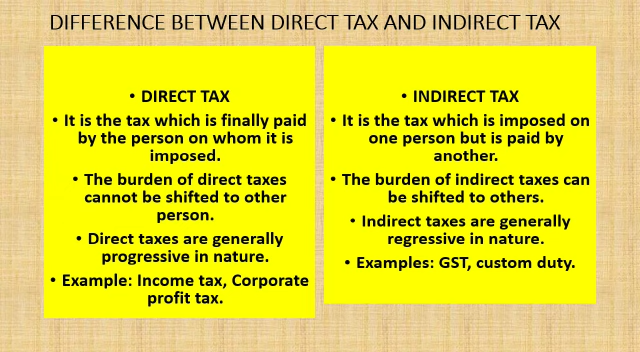 DIFFERENCE BETWEEN DIRECT TAX AND INDIRECT TAX
• DIRECT TAX
• It is the tax which is finally paid
by the person on whom it is
imposed.
• The burden of direct taxes
cannot be shifted to other
person.
• Direct taxes are generally
progressive in nature.
• Example: Income tax, Corporate
profit tax.
• INDIRECT TAX
• It is the tax which is imposed on
one person but is paid by
another.
• The burden of indirect taxes can
be shifted to others.
• Indirect taxes are generally
regressive in nature.
• Examples: GST, custom duty.